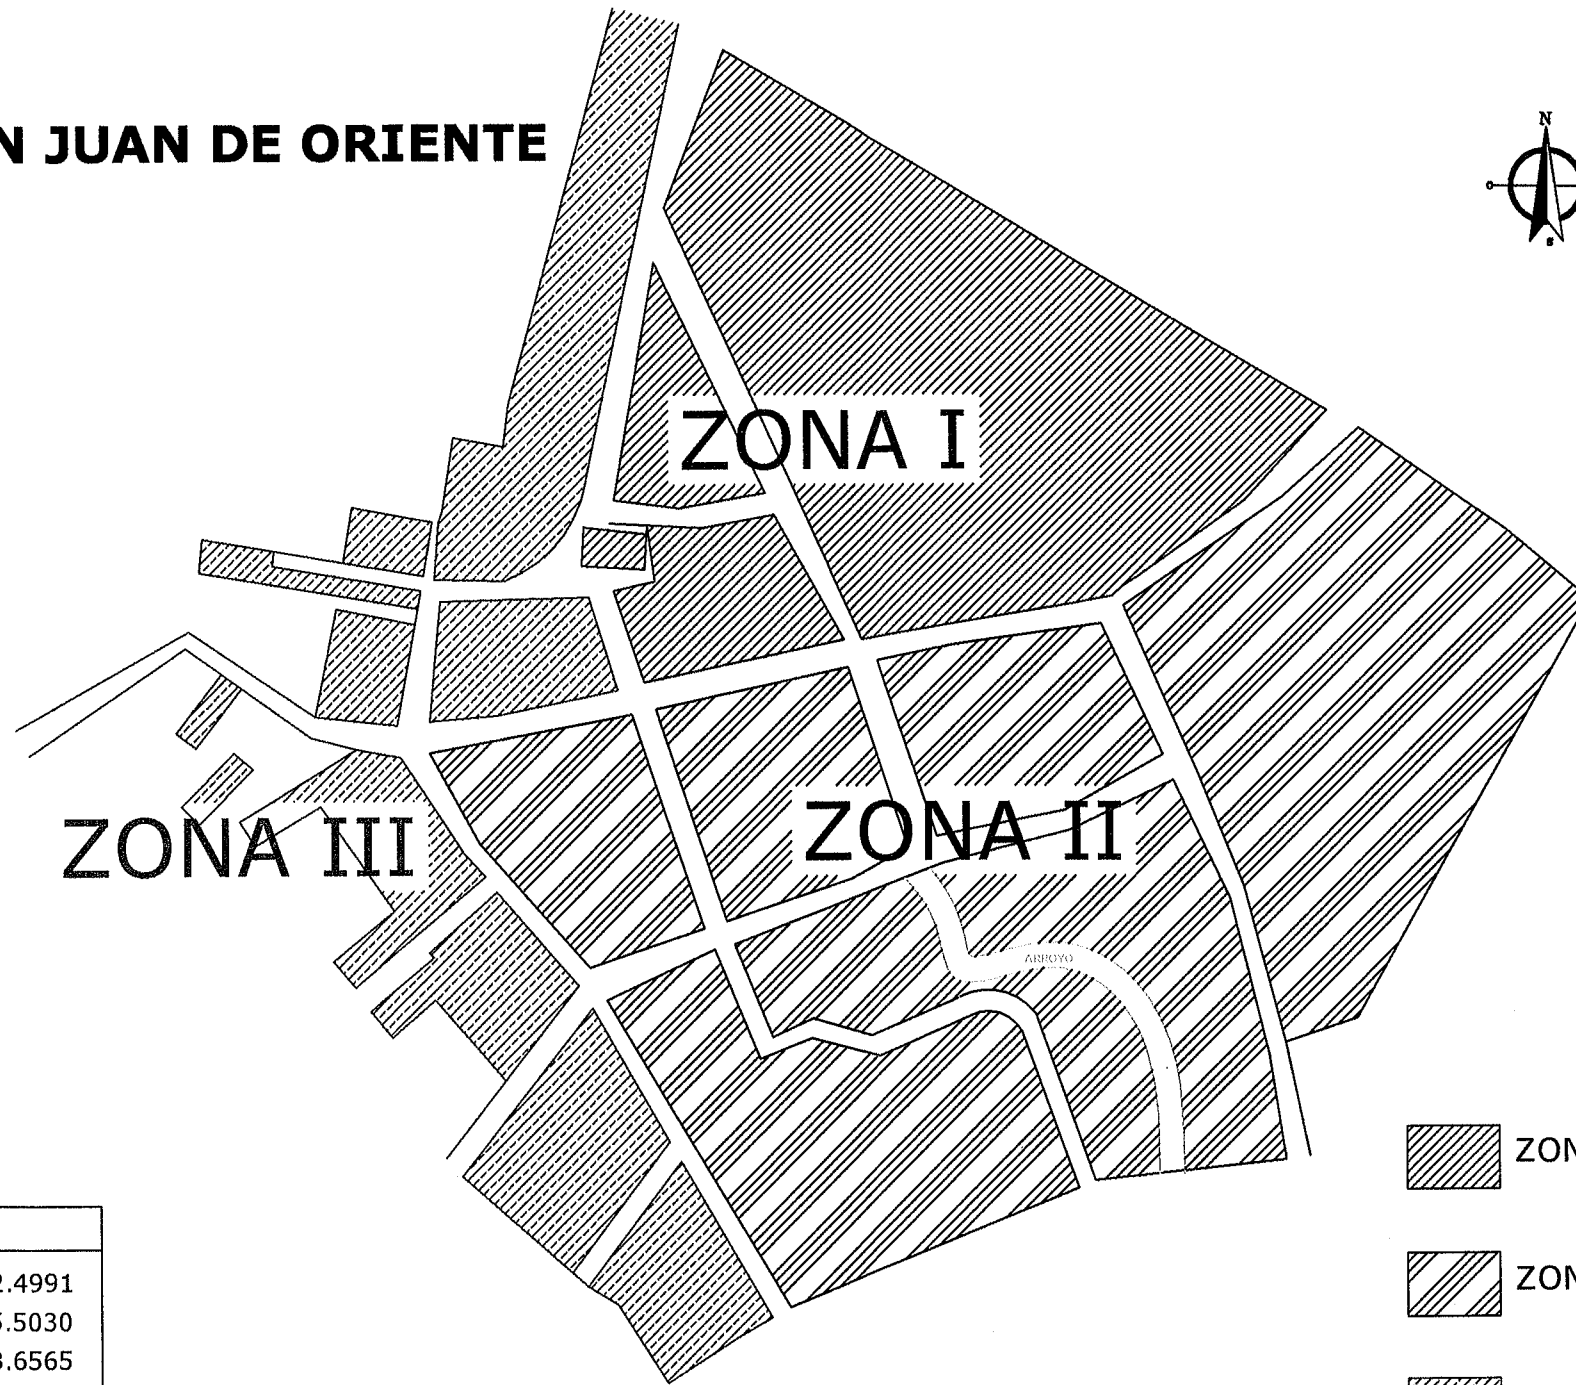 N JUAN DE ORIENTE
N
O
S
ZONA I
ZONA II
ZONA III
ARROYO
ZON
ZON
2.4991
5.5030
3.6565